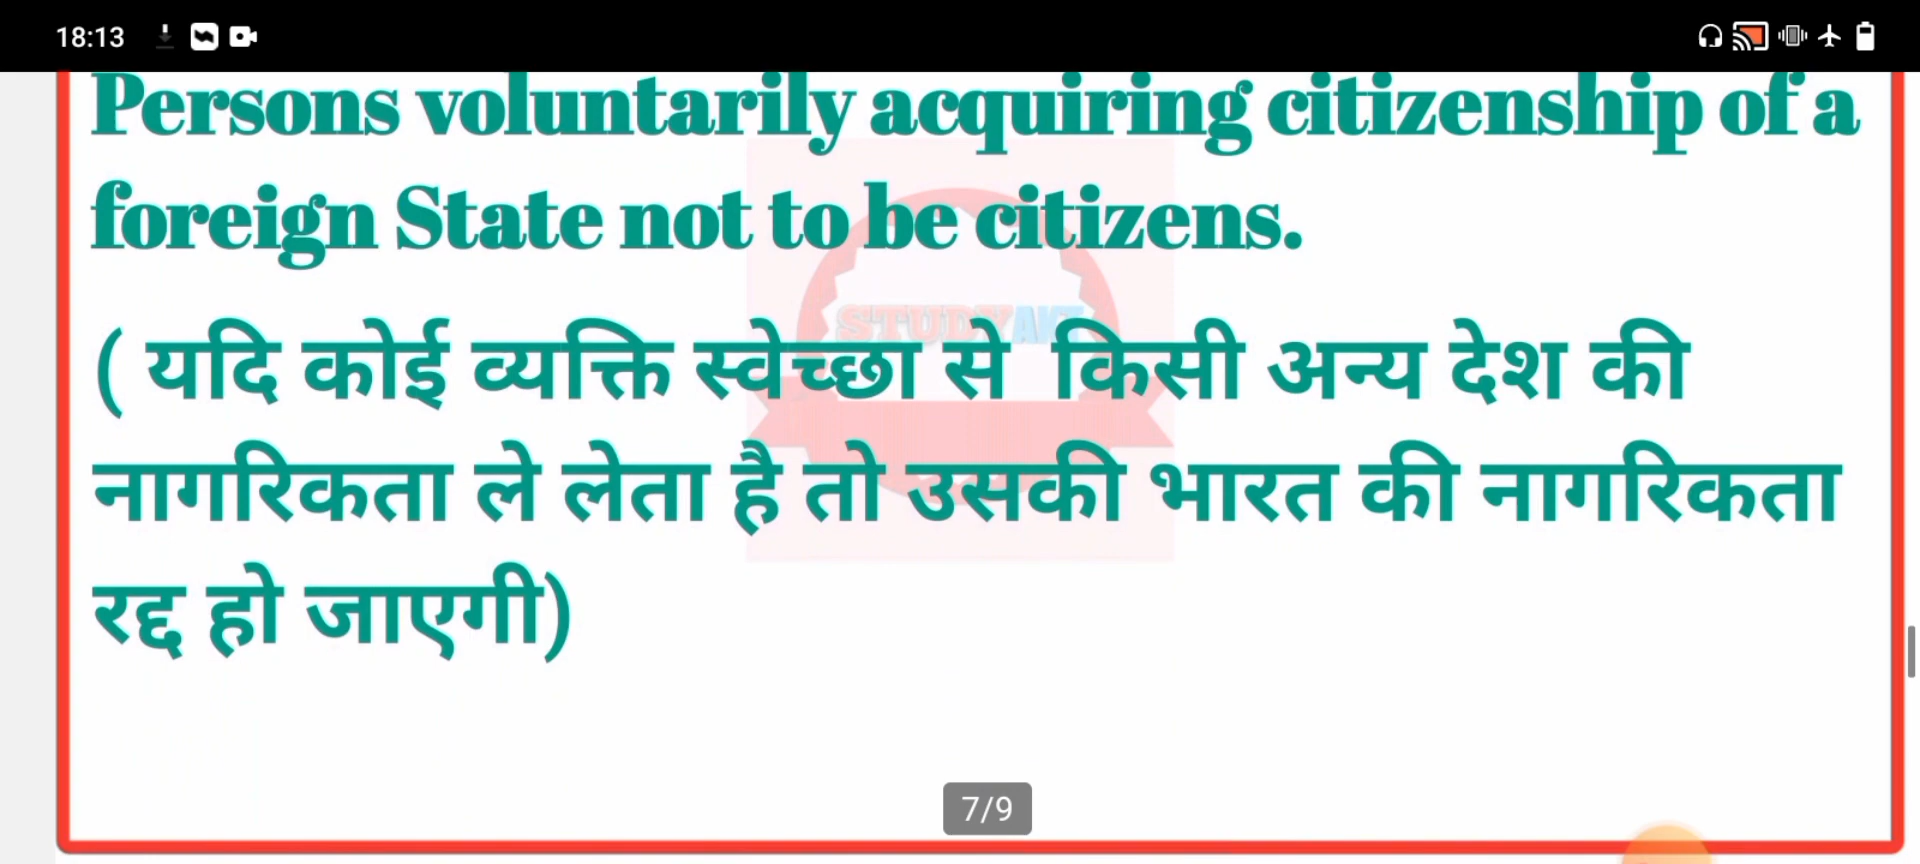 18:13
Persons voluntarily acquiring citizenship of a
foreign State not to be citizens.
STUDY
( यदि कोई व्यक्ति स्वेच्छा से किसी अन्य देश की
नागरिकता ले लेता है तो उसकी भारत की नागरिकता
रद्द हो जाएगी)
7/9